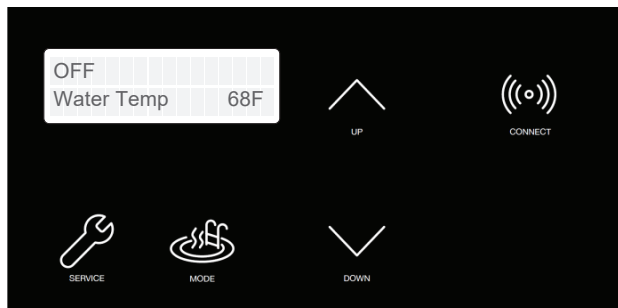 OFF
Water Temp 68F
UP
CONNECT
SERVICE
MODE
DOWN